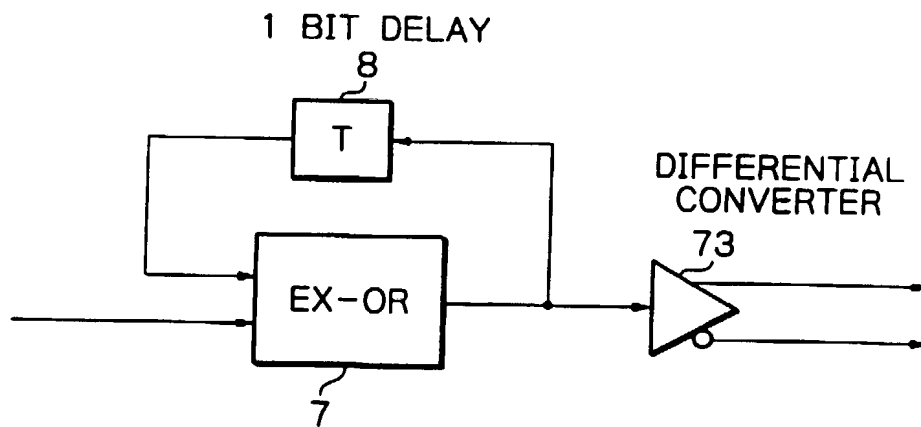 1 BIT DELAY
8
T
DIFFERENTIAL
CONVERTER
73
EX-OR
7